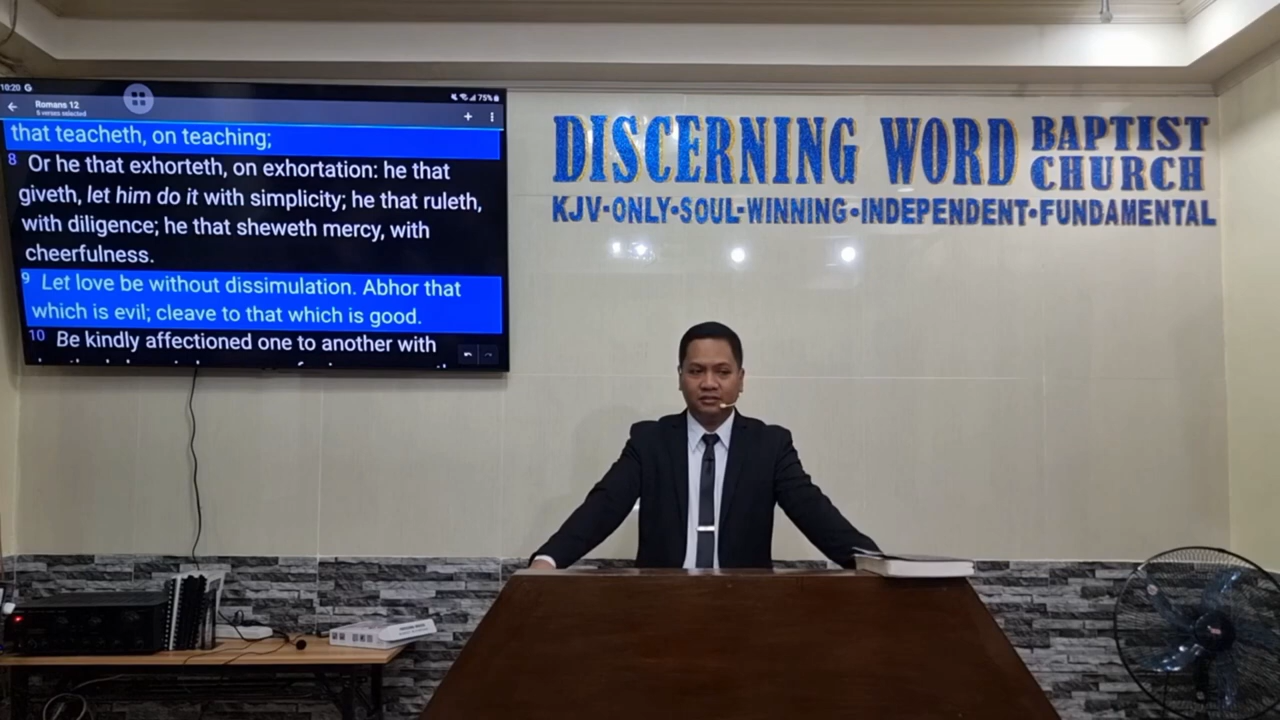 10:20 G
75%
Romans 12
6 verses selected
that teacheth, on teaching;
8 Or he that exhorteth, on exhortation: he that
giveth, let him do it with simplicity; he that ruleth,
with diligence; he that sheweth mercy, with
cheerfulness.
9 Let love be without dissimulation. Abhor that
which is evil; cleave to that which is good.
10 Be kindly affectioned one to another with
DISCERNING WORD BAPTIST
CHURCH
KJV•ONLY•SOUL-WINNING•INDEPENDENT•FUNDAMENTAL